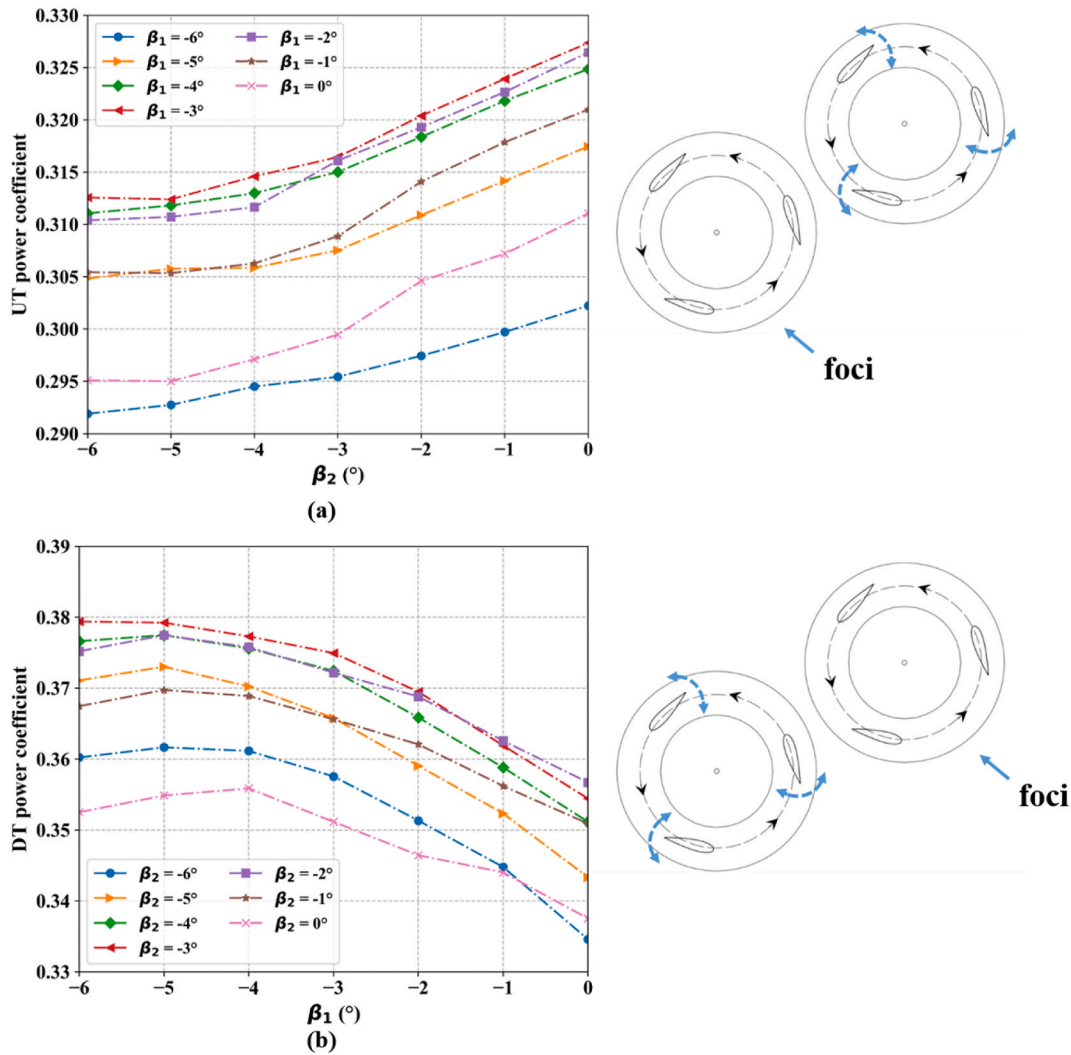 0.330
0.325
0.320
0.315
0.310
0.305
0.300
0.295
0.290
UT power coefficient
β₁ = -6°
β₁ = -5°
β₁ = -4°
β₁ = -3°
β₁ = -2°
β₁ = -1°
β₁ = 0°
−6 −5 −4 −3 −2 −1 0
β₂ (°)
(a)
foci
0.39
0.38
0.37
0.36
0.35
0.34
0.33
DT power coefficient
β₂ = -6°
β₂ = -5°
β₂ = -4°
β₂ = -3°
β₂ = -2°
β₂ = -1°
β₂ = 0°
−6 −5 −4 −3 −2 −1 0
β₁ (°)
(b)
foci